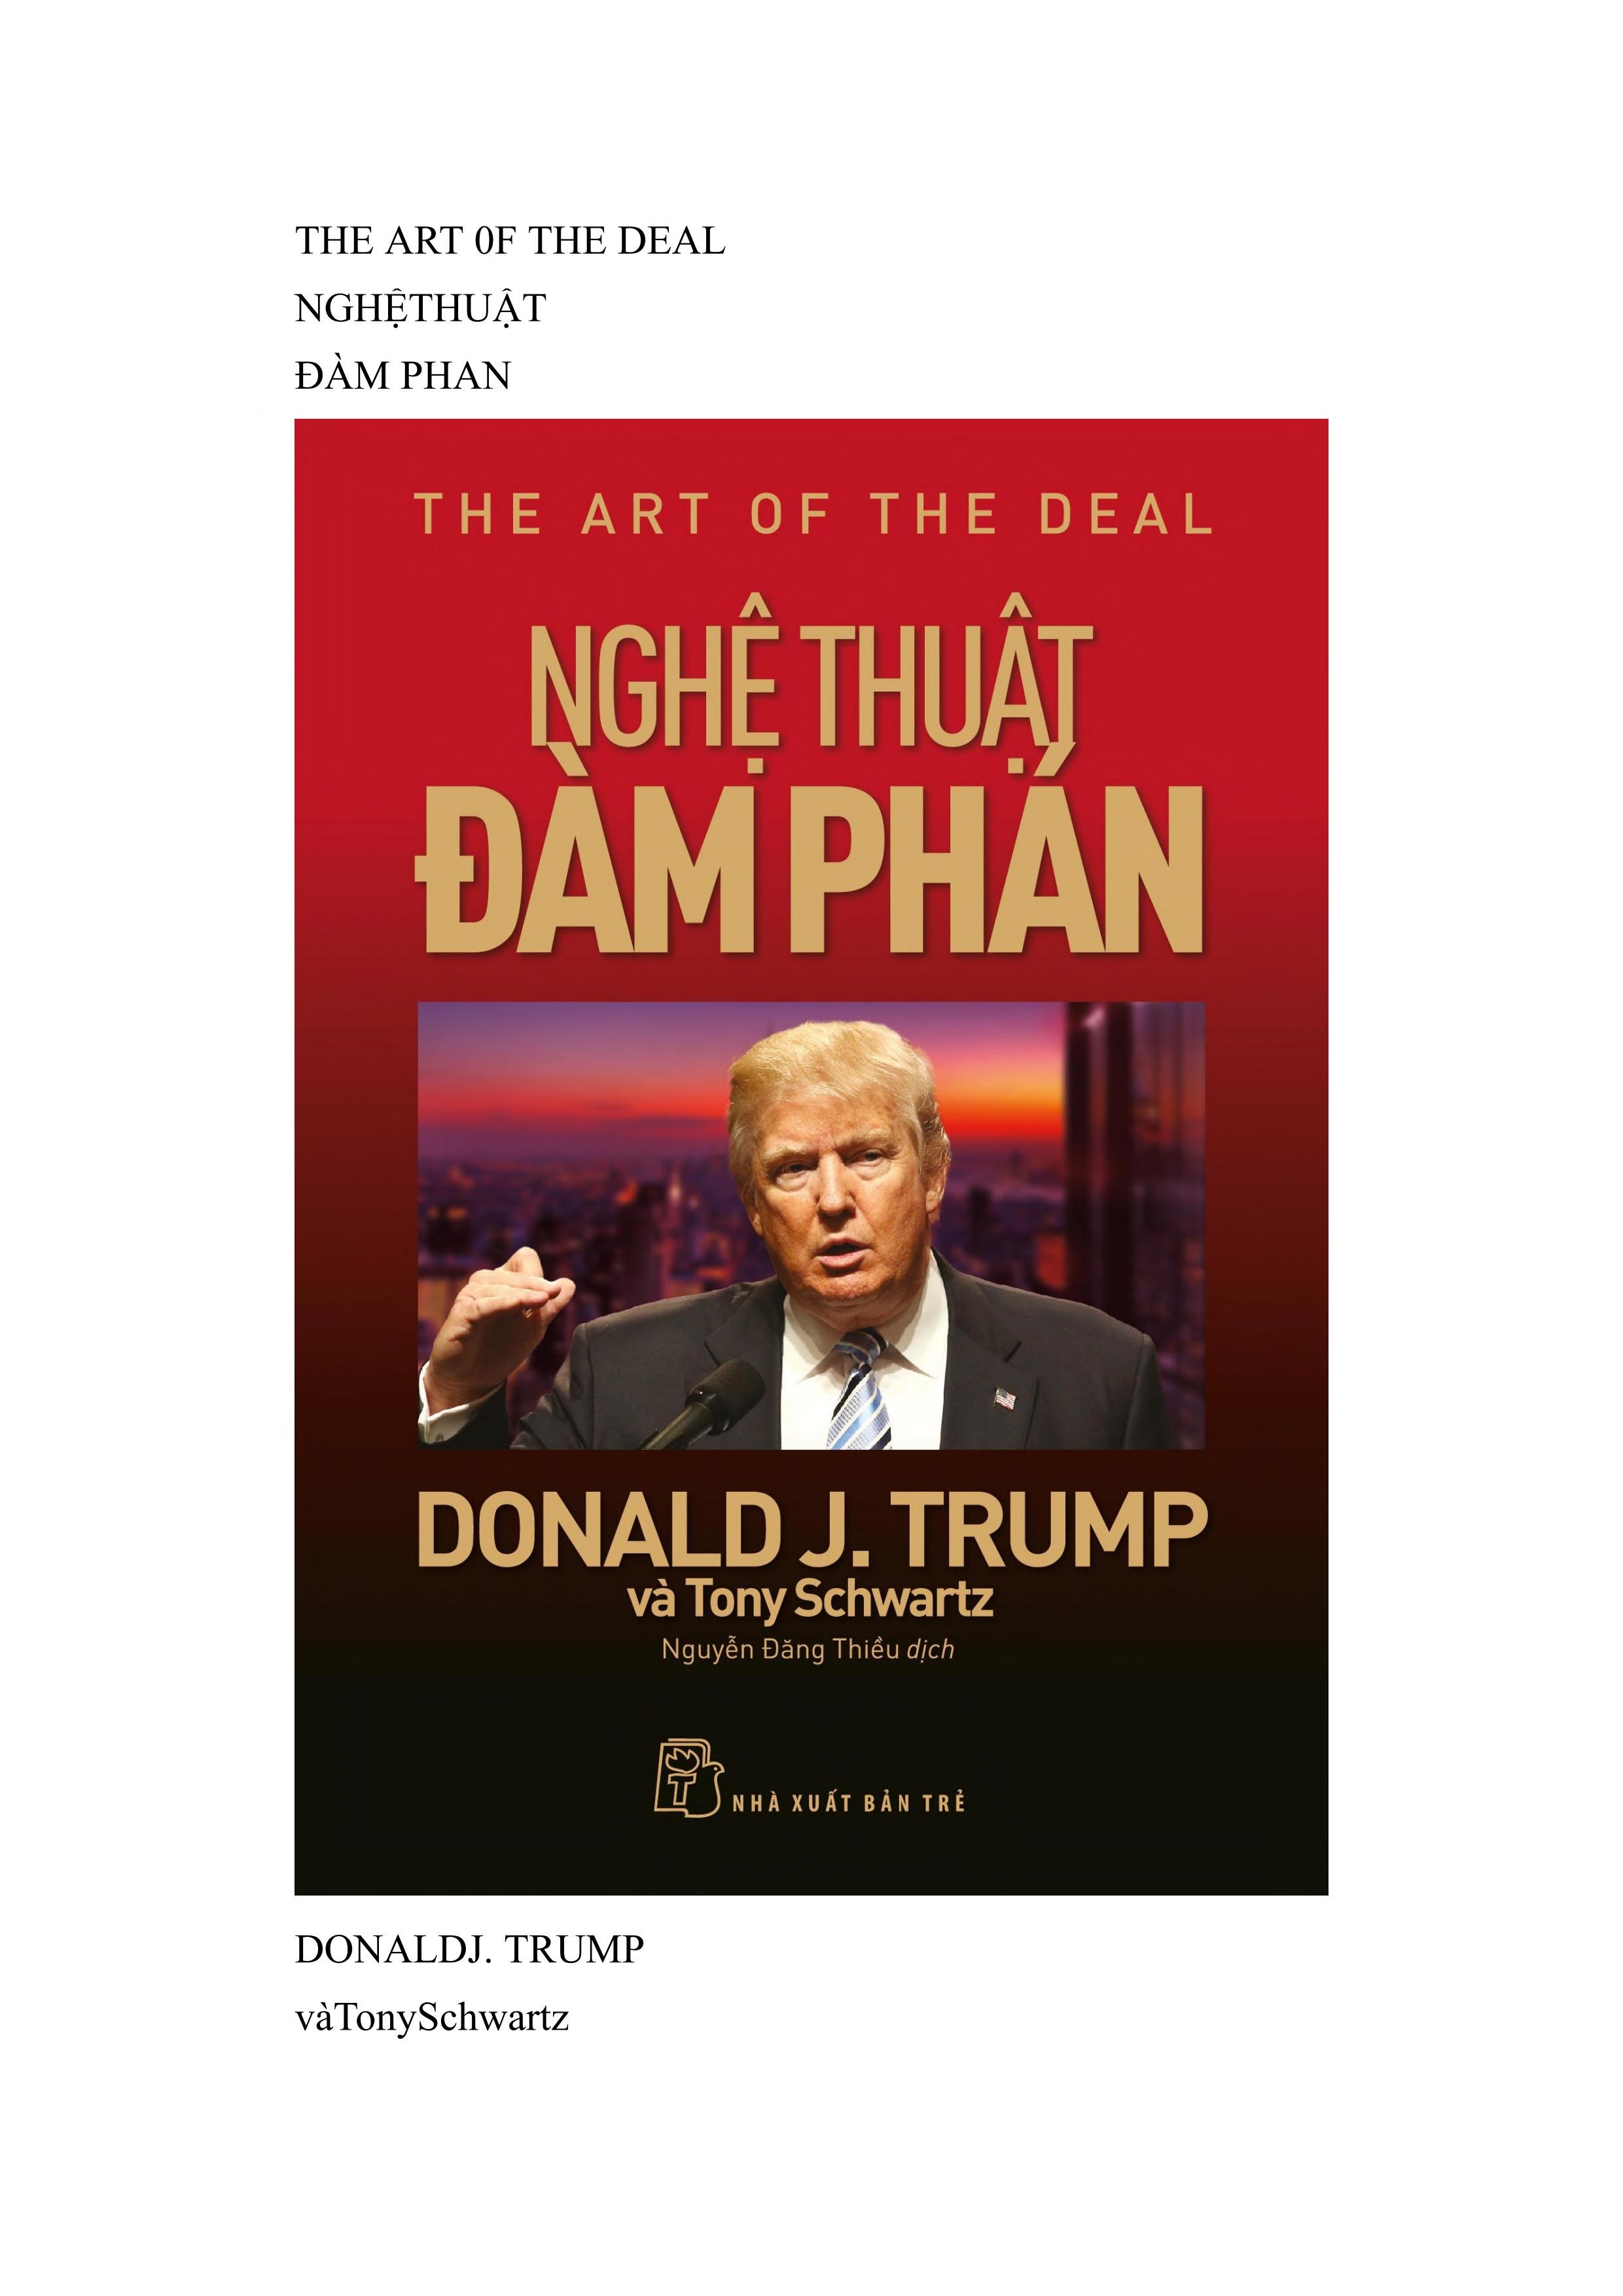 THE ART 0F THE DEAL
NGHỆTHUẬT
ĐÀM PHAN
THE ART OF THE DEAL
NGHỆ THUẬT
ĐÀM PHÁN
DONALD J. TRUMP
và Tony Schwartz
Nguyễn Đăng Thiều dịch
T
NHÀ XUẤT BẢN TRẺ
DONALDJ. TRUMP
vàTonySchwartz